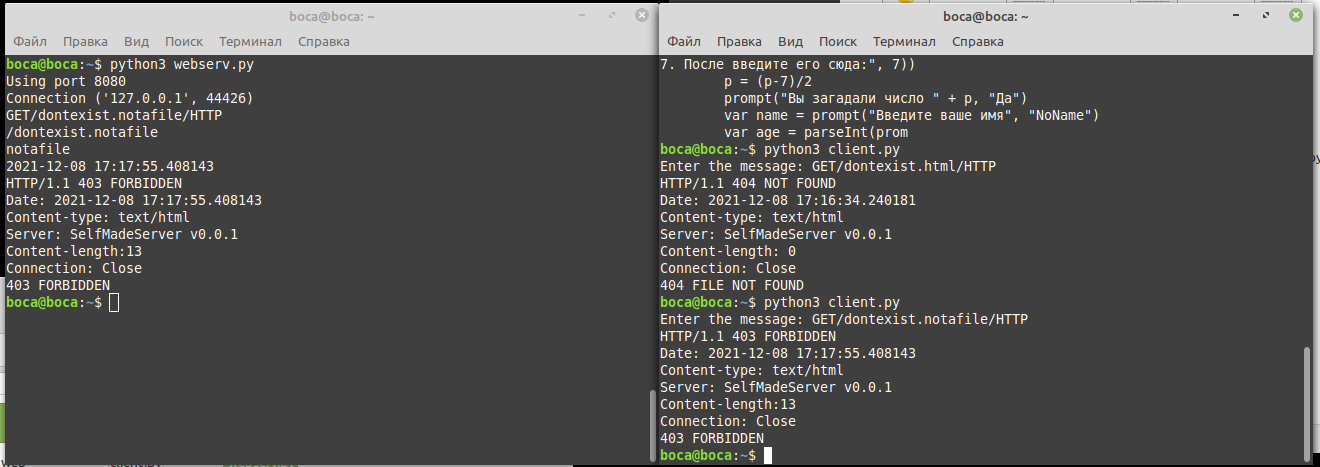 boca@boca: ~
Файл Правка Вид Поиск Терминал Справка
boca@boca:~$ python3 webserv.py
Using port 8080
Connection ('127.0.0.1', 44426)
GET/dontexist.notafile/HTTP
/dontexist.notafile
notafile
2021-12-08 17:17:55.408143
HTTP/1.1 403 FORBIDDEN
Date: 2021-12-08 17:17:55.408143
Content-type: text/html
Server: SelfMadeServer v0.0.1
Content-length:13
Connection: Close
403 FORBIDDEN
boca@boca:~$
boca@boca: ~
Файл Правка Вид Поиск Терминал Справка
7. После введите его сюда:", 7))
p = (p-7)/2
prompt("Вы загадали число " + p, "Да")
var name = prompt("Введите ваше имя", "NoName")
var age = parseInt(prom
boca@boca:~$ python3 client.py
Enter the message: GET/dontexist.html/HTTP
HTTP/1.1 404 NOT FOUND
Date: 2021-12-08 17:16:34.240181
Content-type: text/html
Server: SelfMadeServer v0.0.1
Content-length: 0
Connection: Close
404 FILE NOT FOUND
boca@boca:~$ python3 client.py
Enter the message: GET/dontexist.notafile/HTTP
HTTP/1.1 403 FORBIDDEN
Date: 2021-12-08 17:17:55.408143
Content-type: text/html
Server: SelfMadeServer v0.0.1
Content-length:13
Connection: Close
403 FORBIDDEN
boca@boca:~$